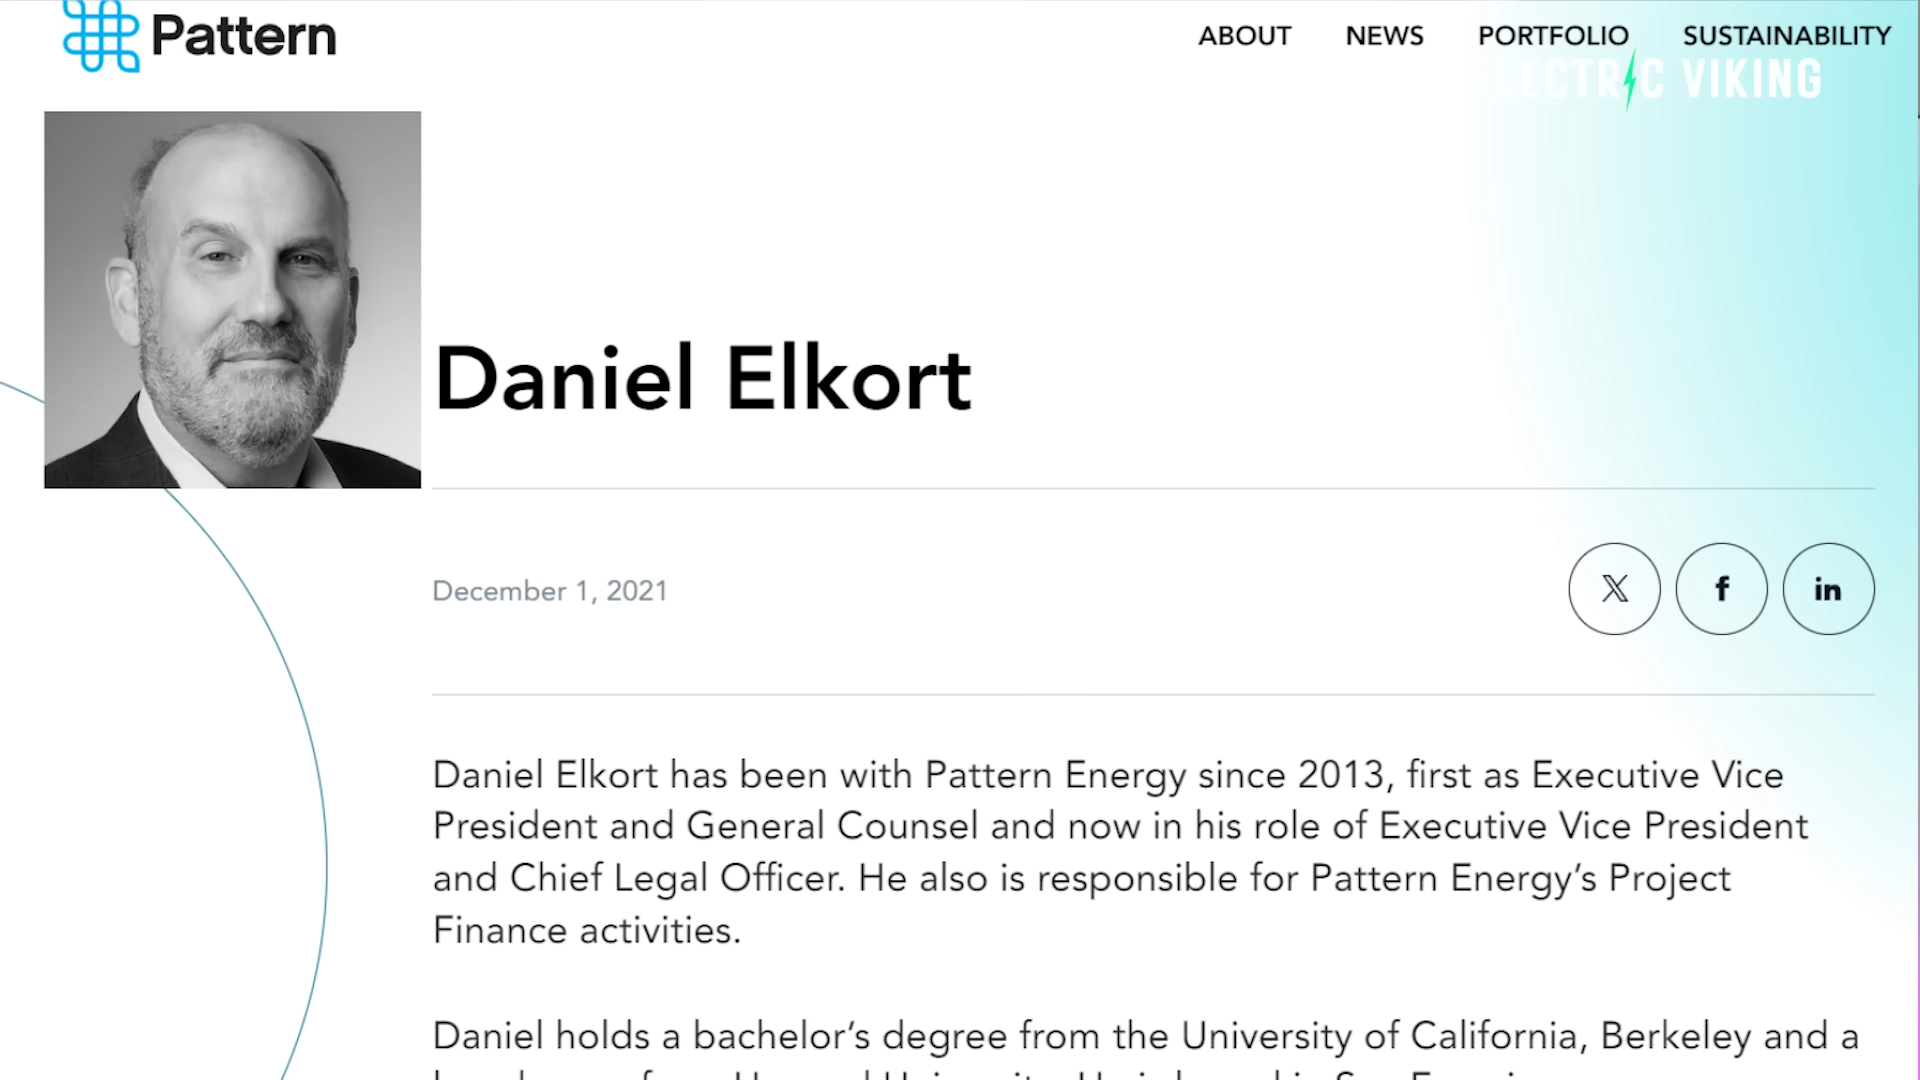 Pattern
ABOUT NEWS PORTFOLIO SUSTAINABILITY
ELECTRIC VIKING
Daniel Elkort
December 1, 2021
X f in
Daniel Elkort has been with Pattern Energy since 2013, first as Executive Vice
President and General Counsel and now in his role of Executive Vice President
and Chief Legal Officer. He also is responsible for Pattern Energy’s Project
Finance activities.
Daniel holds a bachelor’s degree from the University of California, Berkeley and a